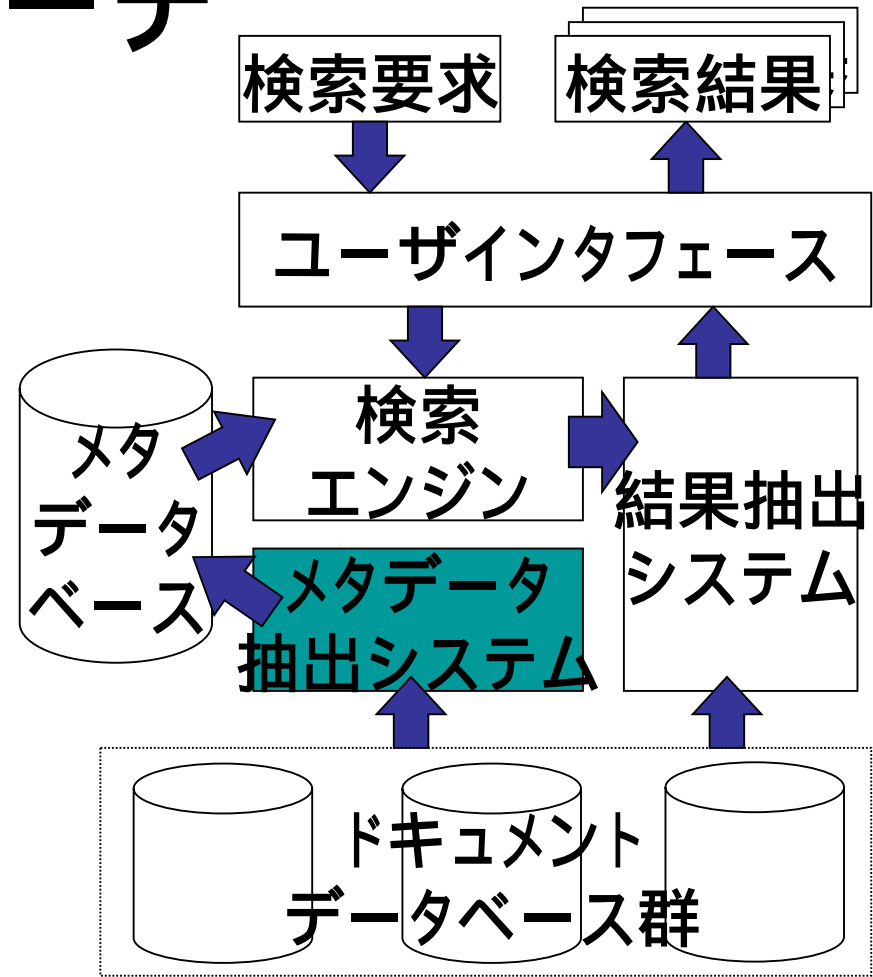 ーデ
検索要求
検索結果
ユーザインタフェース
検索
エンジン
メタ
データ
ベース
結果抽出
システム
メタデータ
抽出システム
ドキュメント
データベース群